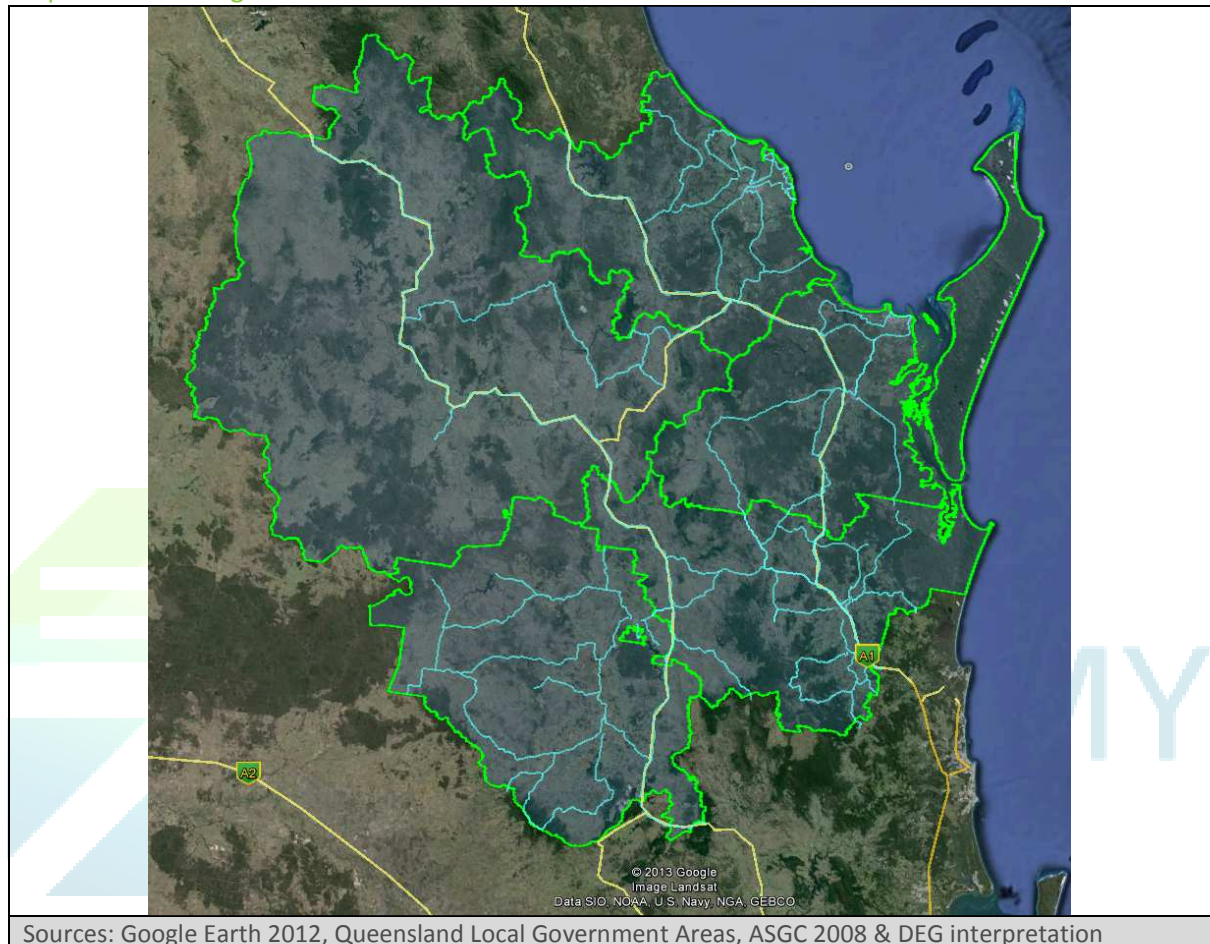 A1
MY
A2
© 2013 Google
Image Landsat
Data SIO, NOAA, U.S. Navy, NGA, GEBCO
Sources: Google Earth 2012, Queensland Local Government Areas, ASGC 2008 & DEG interpretation